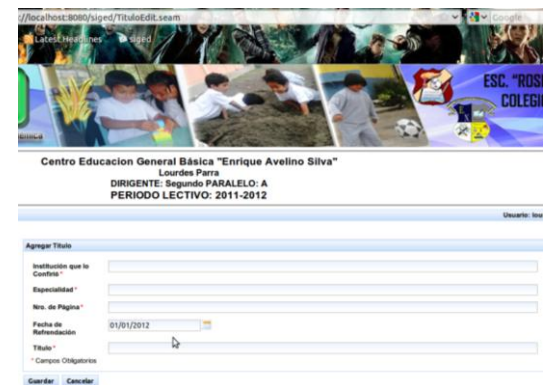 ://localhost:8080/siged/TituloEdit.seam
Google
Latest Headlines siged
ESC. "ROS
COLEGI
Centro Educacion General Básica "Enrique Avelino Silva"
Lourdes Parra
DIRIGENTE: Segundo PARALELO: A
PERIODO LECTIVO: 2011-2012
Usuario: lou
Agregar Titulo
Institución que lo
Confirió *
Especialidad *
Nro. de Página *
Fecha de
Refrendación
01/01/2012
Título *
* Campos Obligatorios
Guardar Cancelar